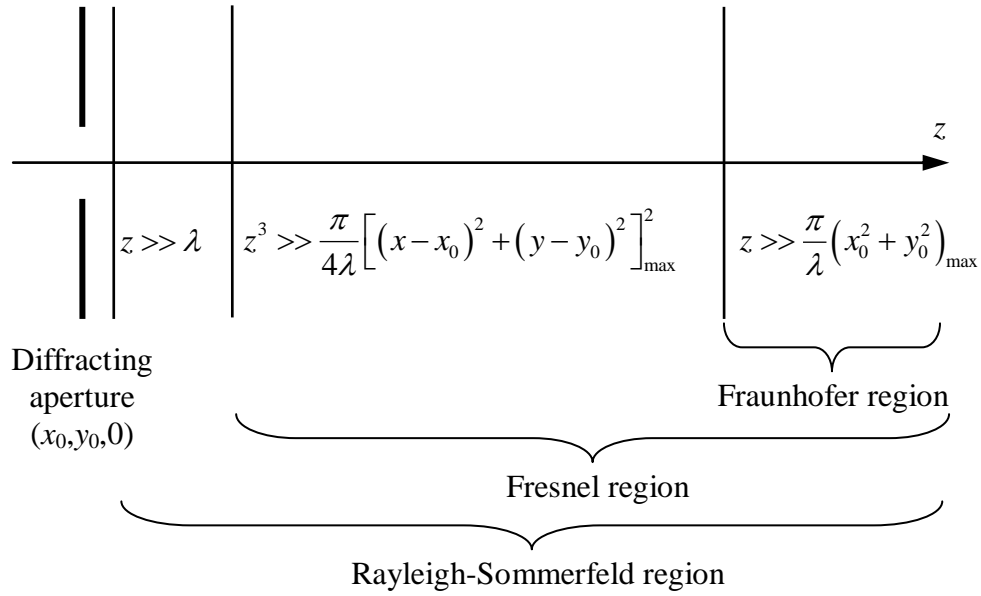 z
z >> λ
z³ >> π/4λ [(x − x₀)² + (y − y₀)²]²max
z >> π/λ (x₀² + y₀²)max
Diffracting
aperture
(x₀,y₀,0)
Fraunhofer region
Fresnel region
Rayleigh-Sommerfeld region